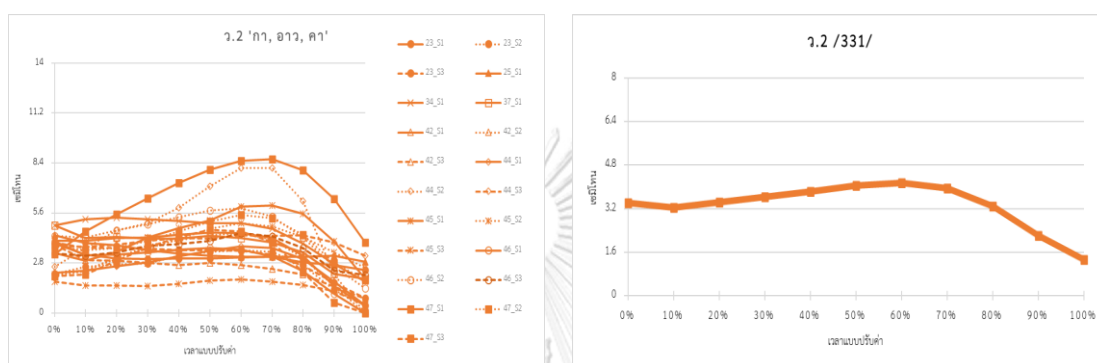 ว.2 'กา, อาว, คา'
เซมิโทน
14
11.2
8.4
5.6
2.8
0
0% 10% 20% 30% 40% 50% 60% 70% 80% 90% 100%
เวลาแบบปรับค่า
23_S1 23_S2
23_S3 25_S1
34_S1 37_S1
42_S1 42_S2
42_S3 44_S1
44_S2 44_S3
45_S1 45_S2
45_S3 46_S1
46_S2 46_S3
47_S1 47_S2
47_S3
ว.2 /331/
เซมิโทน
8
6.4
4.8
3.2
1.6
0
0% 10% 20% 30% 40% 50% 60% 70% 80% 90% 100%
เวลาแบบปรับค่า